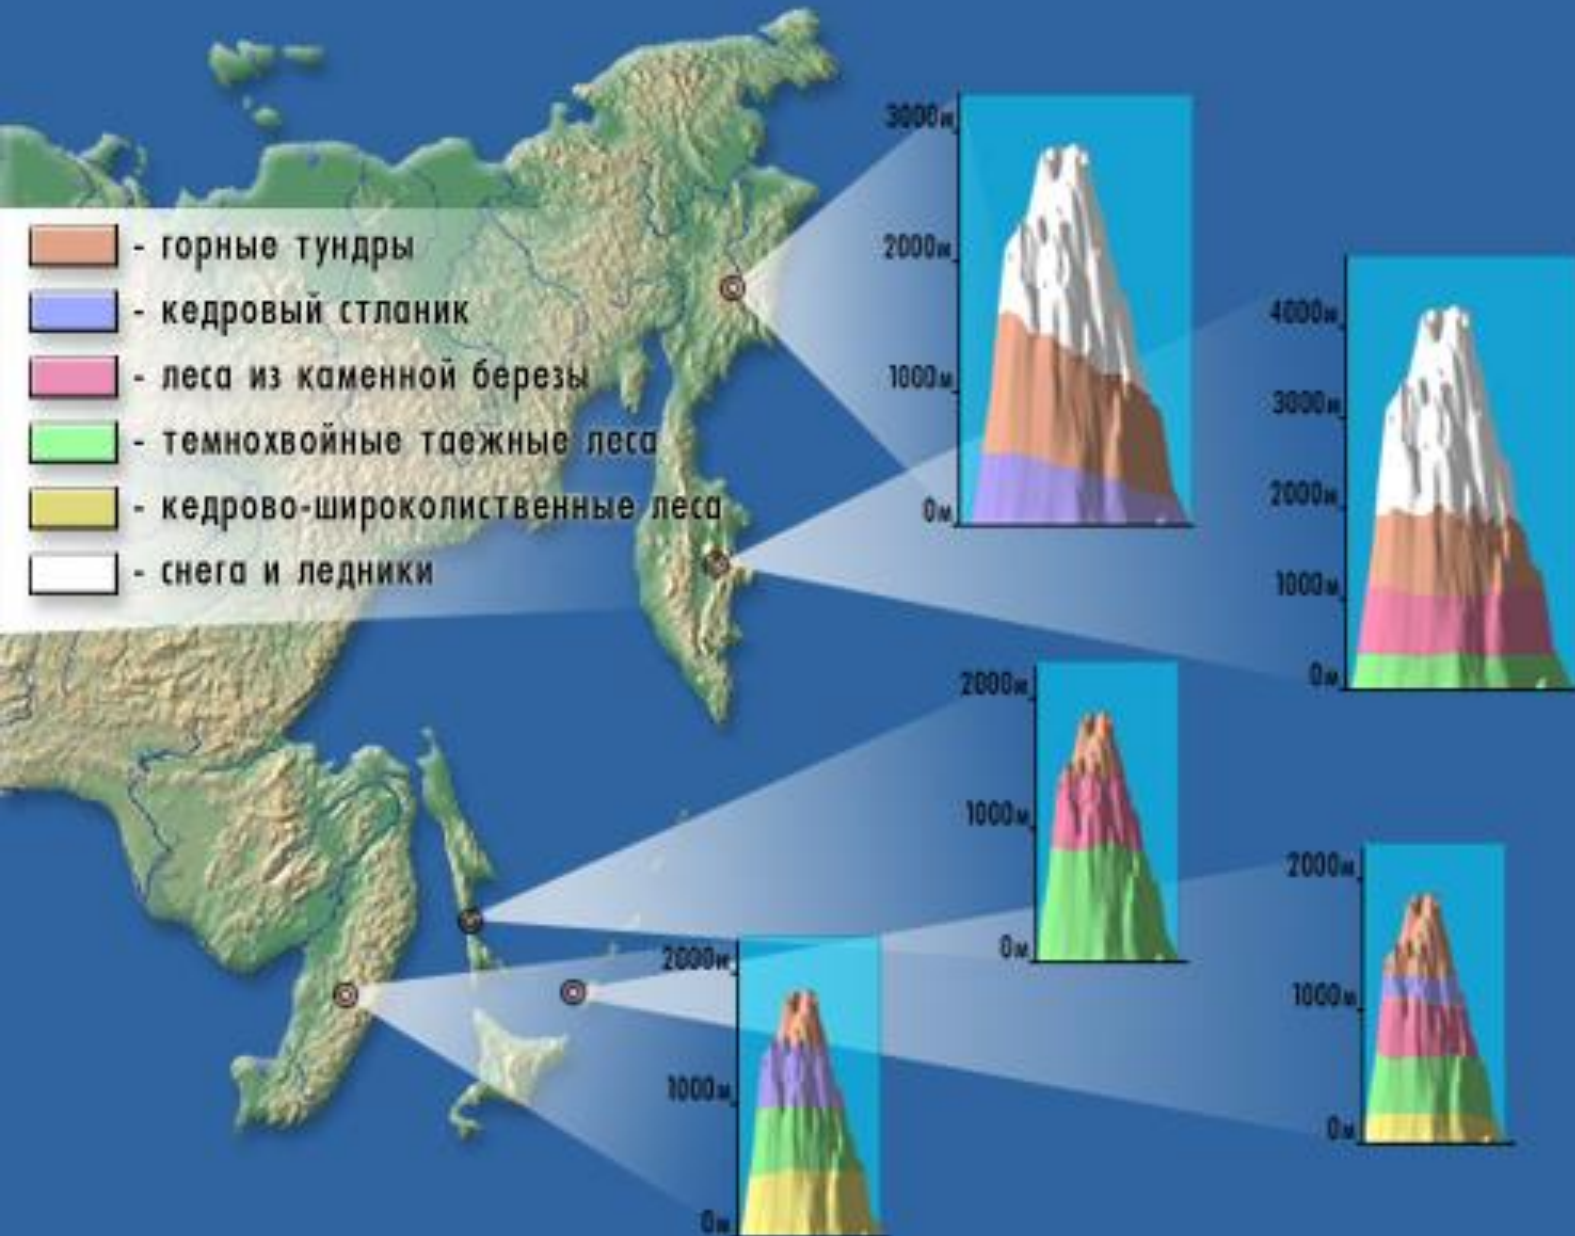 - горные тундры
- кедровый стланик
- леса из каменной березы
- темнохвойные таежные леса
- кедрово-широколиственные леса
- снега и ледники
3000м
2000м
1000м
0м
4000м
3000м
2000м
1000м
0м
2000м
1000м
0м
2000м
1000м
0м
2000м
1000м
0м